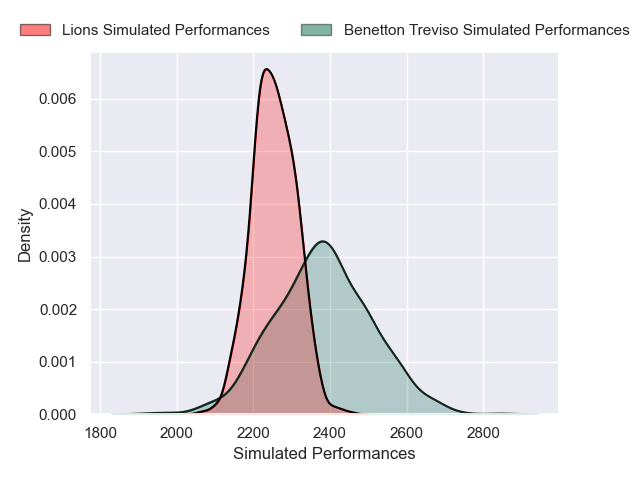 Lions Simulated Performances
Benetton Treviso Simulated Performances
0.006
0.005
0.004
0.003
0.002
0.001
0.000
Density
1800 2000 2200 2400 2600 2800
Simulated Performances